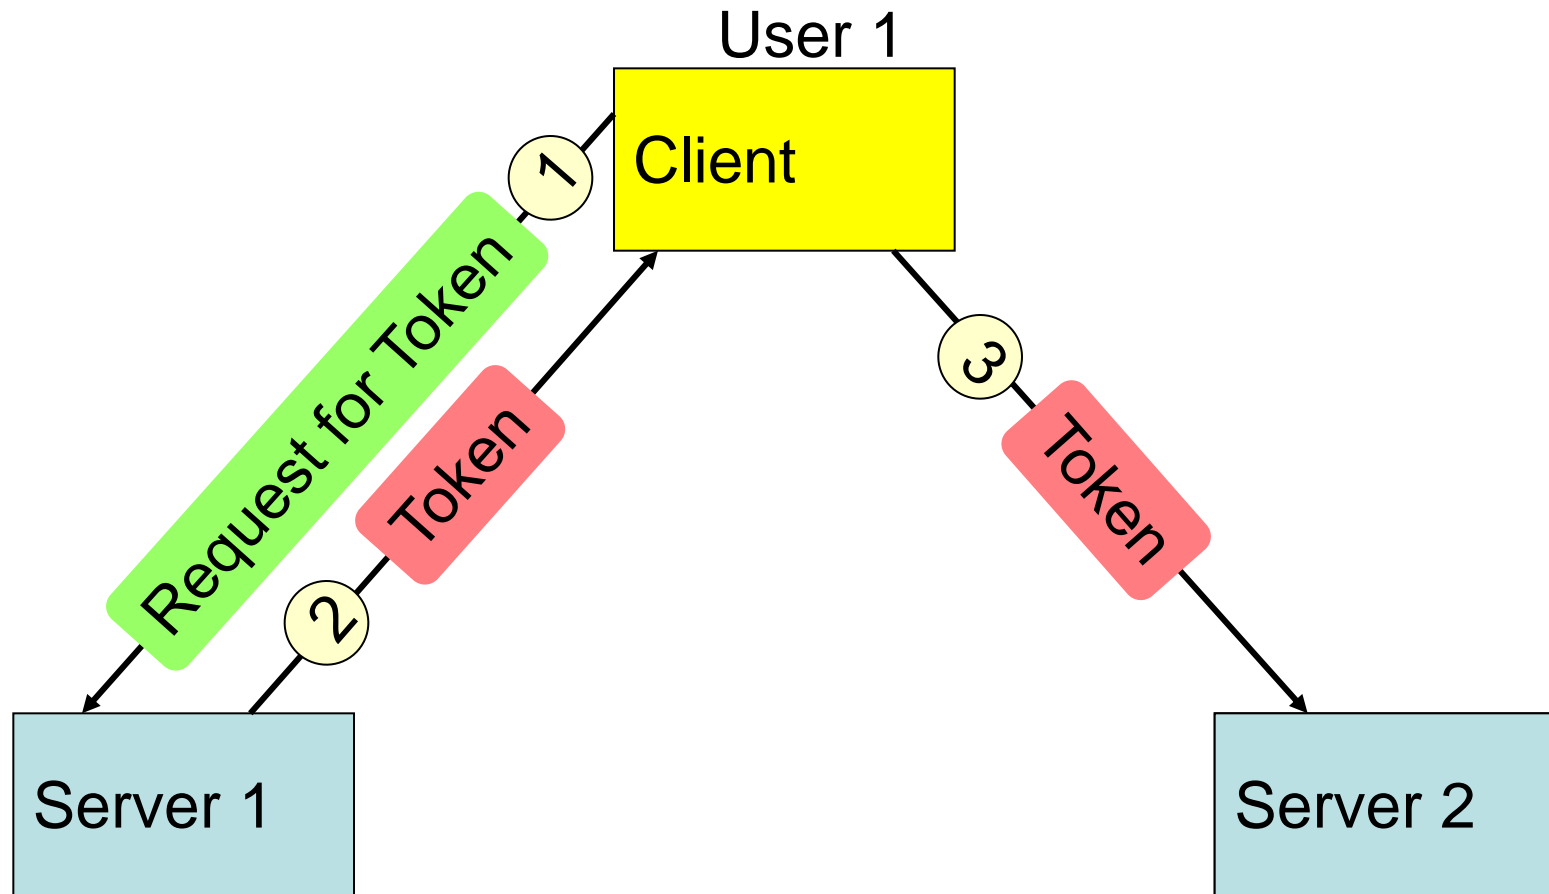 User 1
Client
1
Request for Token
2
Token
3
Token
Server 1
Server 2